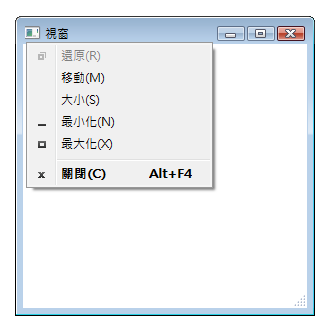 視窗
還原(R)
移動(M)
大小(S)
最小化(N)
最大化(X)
關閉(C) Alt+F4